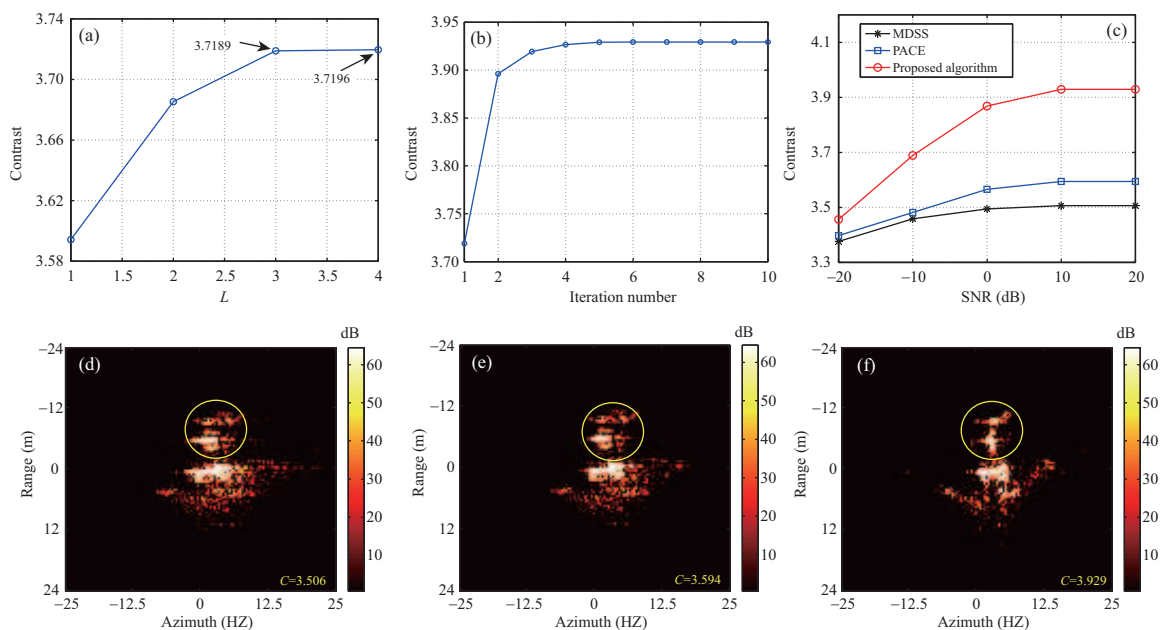 (a)
3.74
3.70
3.66
3.62
3.58
Contrast
3.7189
3.7196
1 1.5 2 2.5 3 3.5 4
L
(b)
3.95
3.90
3.85
3.80
3.75
3.70
Contrast
1 2 4 6 8 10
Iteration number
(c)
MDSS
PACE
Proposed algorithm
4.1
3.9
3.7
3.5
3.3
Contrast
−20 −10 0 10 20
SNR (dB)
(d)
dB
−24
−12
0
12
24
Range (m)
60
50
40
30
20
10
C=3.506
−25 −12.5 0 12.5 25
Azimuth (HZ)
(e)
dB
−24
−12
0
12
24
Range (m)
60
50
40
30
20
10
C=3.594
−25 −12.5 0 12.5 25
Azimuth (HZ)
(f)
dB
−24
−12
0
12
24
Range (m)
60
50
40
30
20
10
C=3.929
−25 −12.5 0 12.5 25
Azimuth (HZ)